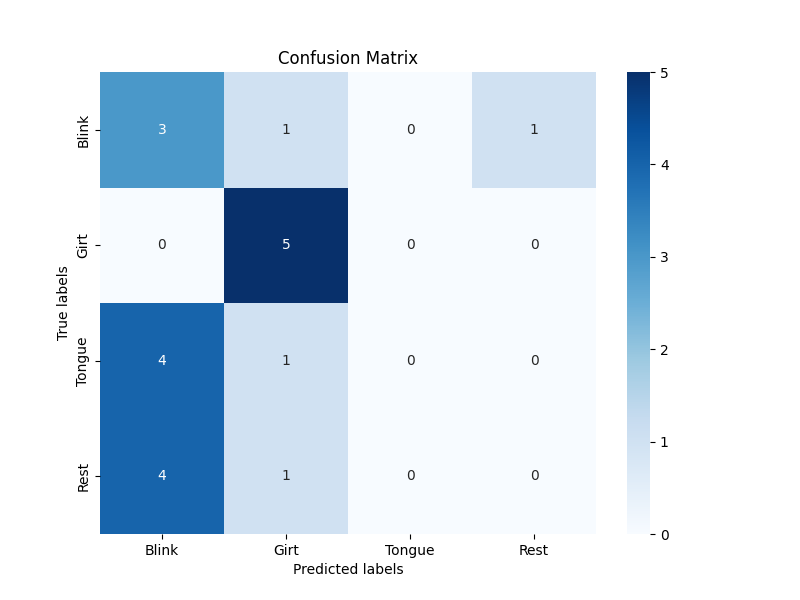 Confusion Matrix
5
Blink 3 1 0 1
4
Girt 0 5 0 0
3
True labels
2
Tongue 4 1 0 0
1
Rest 4 1 0 0
0
Blink Girt Tongue Rest
Predicted labels